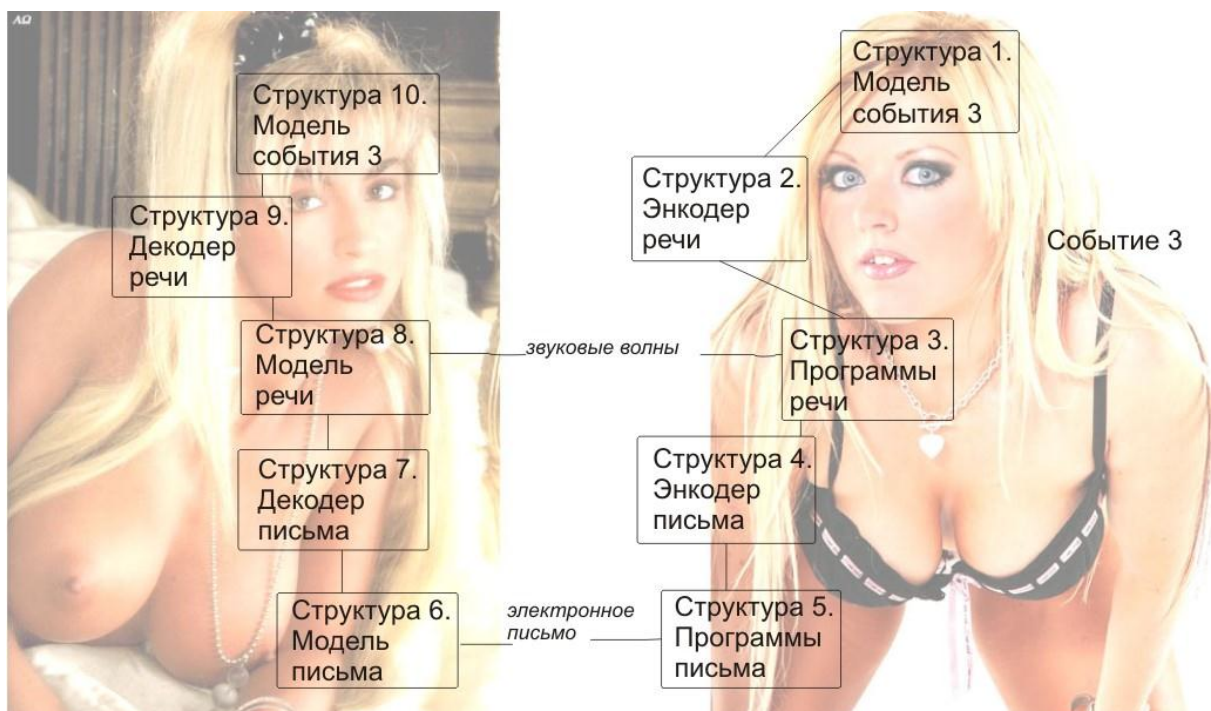 ΑΩ
Структура 10.
Модель
события 3
Структура 9.
Декодер
речи
Структура 8.
Модель
речи
Структура 7.
Декодер
письма
Структура 6.
Модель
письма
звуковые волны
электронное
письмо
Структура 1.
Модель
события 3
Структура 2.
Энкодер
речи
Событие 3
Структура 3.
Программы
речи
Структура 4.
Энкодер
письма
Структура 5.
Программы
письма